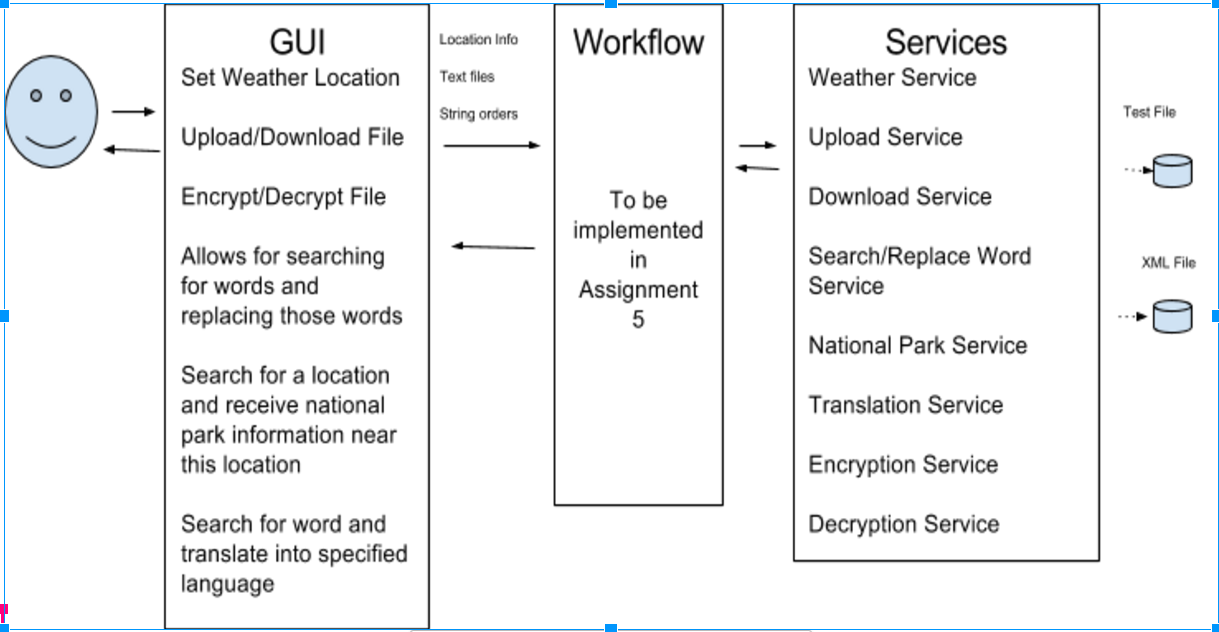 GUI
Set Weather Location
Upload/Download File
Encrypt/Decrypt File
Allows for searching
for words and
replacing those words
Search for a location
and receive national
park information near
this location
Search for word and
translate into specified
language
Location Info
Text files
String orders
Workflow
To be
implemented
in
Assignment
5
Services
Weather Service
Upload Service
Download Service
Search/Replace Word
Service
National Park Service
Translation Service
Encryption Service
Decryption Service
Test File
XML File